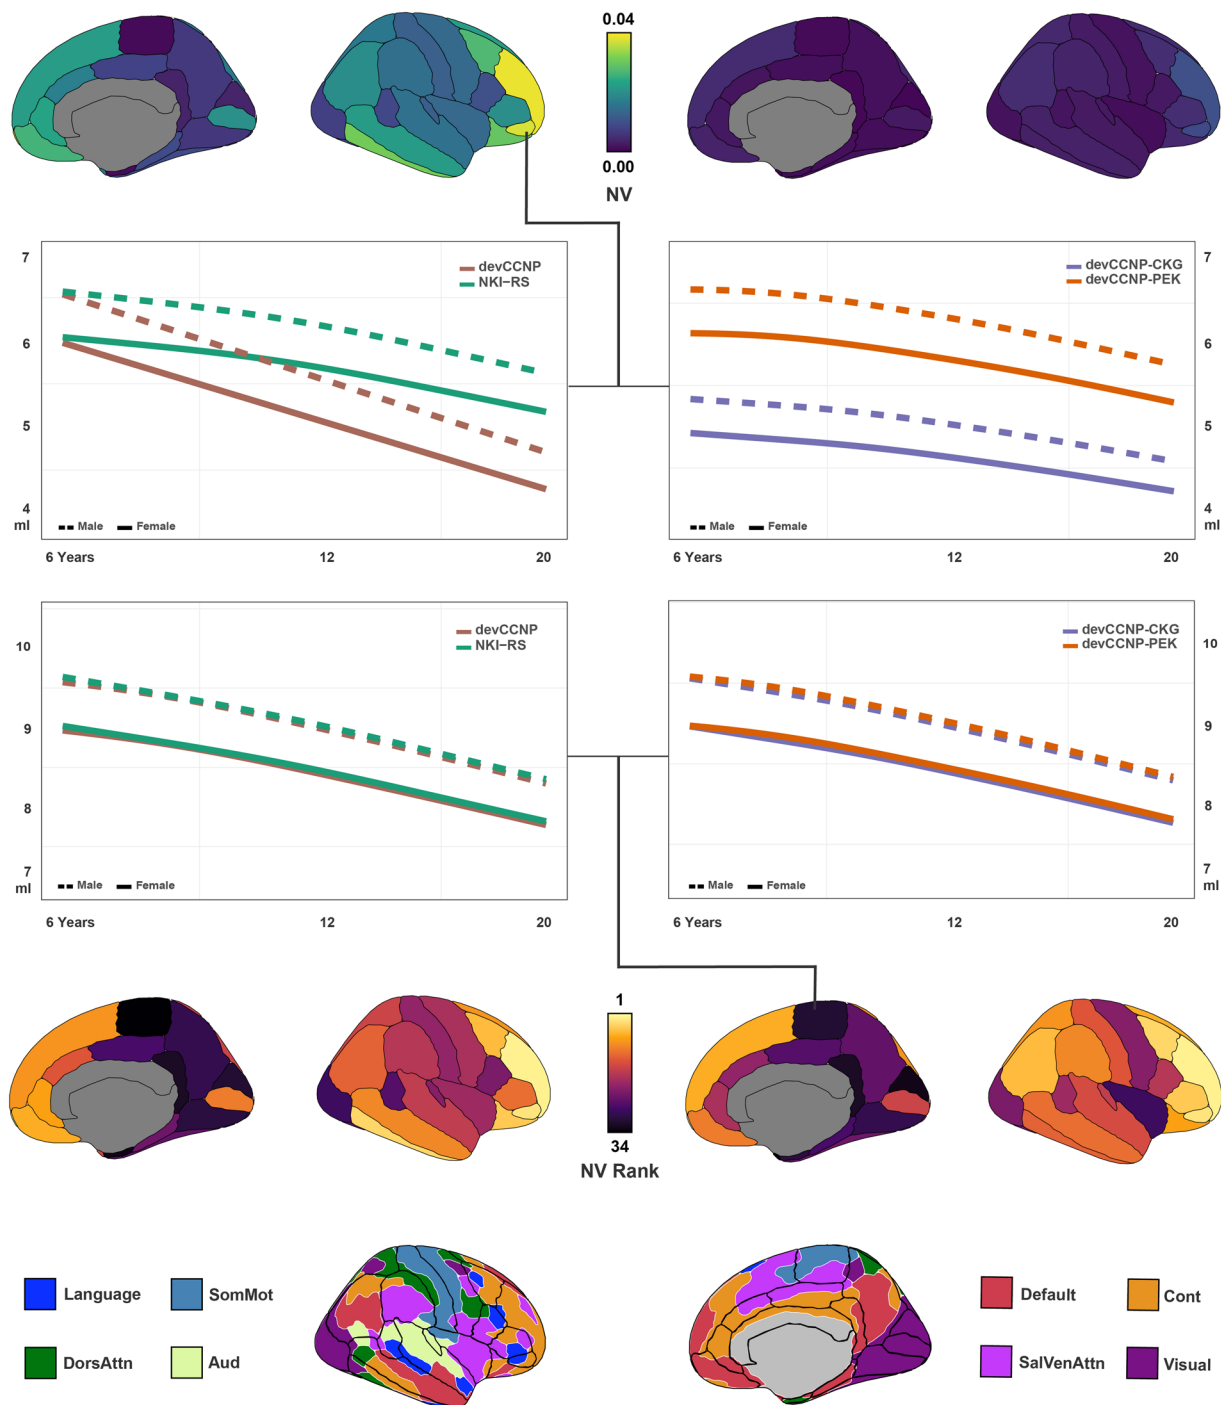 0.04
0.00
NV
7
6
5
4
ml
devCCNP
NKI−RS
Male Female
6 Years 12 20
devCCNP-CKG
devCCNP-PEK
7
6
5
4
ml
Male Female
6 Years 12 20
10
9
8
7
ml
devCCNP
NKI−RS
Male Female
6 Years 12 20
devCCNP-CKG
devCCNP-PEK
10
9
8
7
ml
Male Female
6 Years 12 20
1
34
NV Rank
Language SomMot
DorsAttn Aud
Default Cont
SalVenAttn Visual